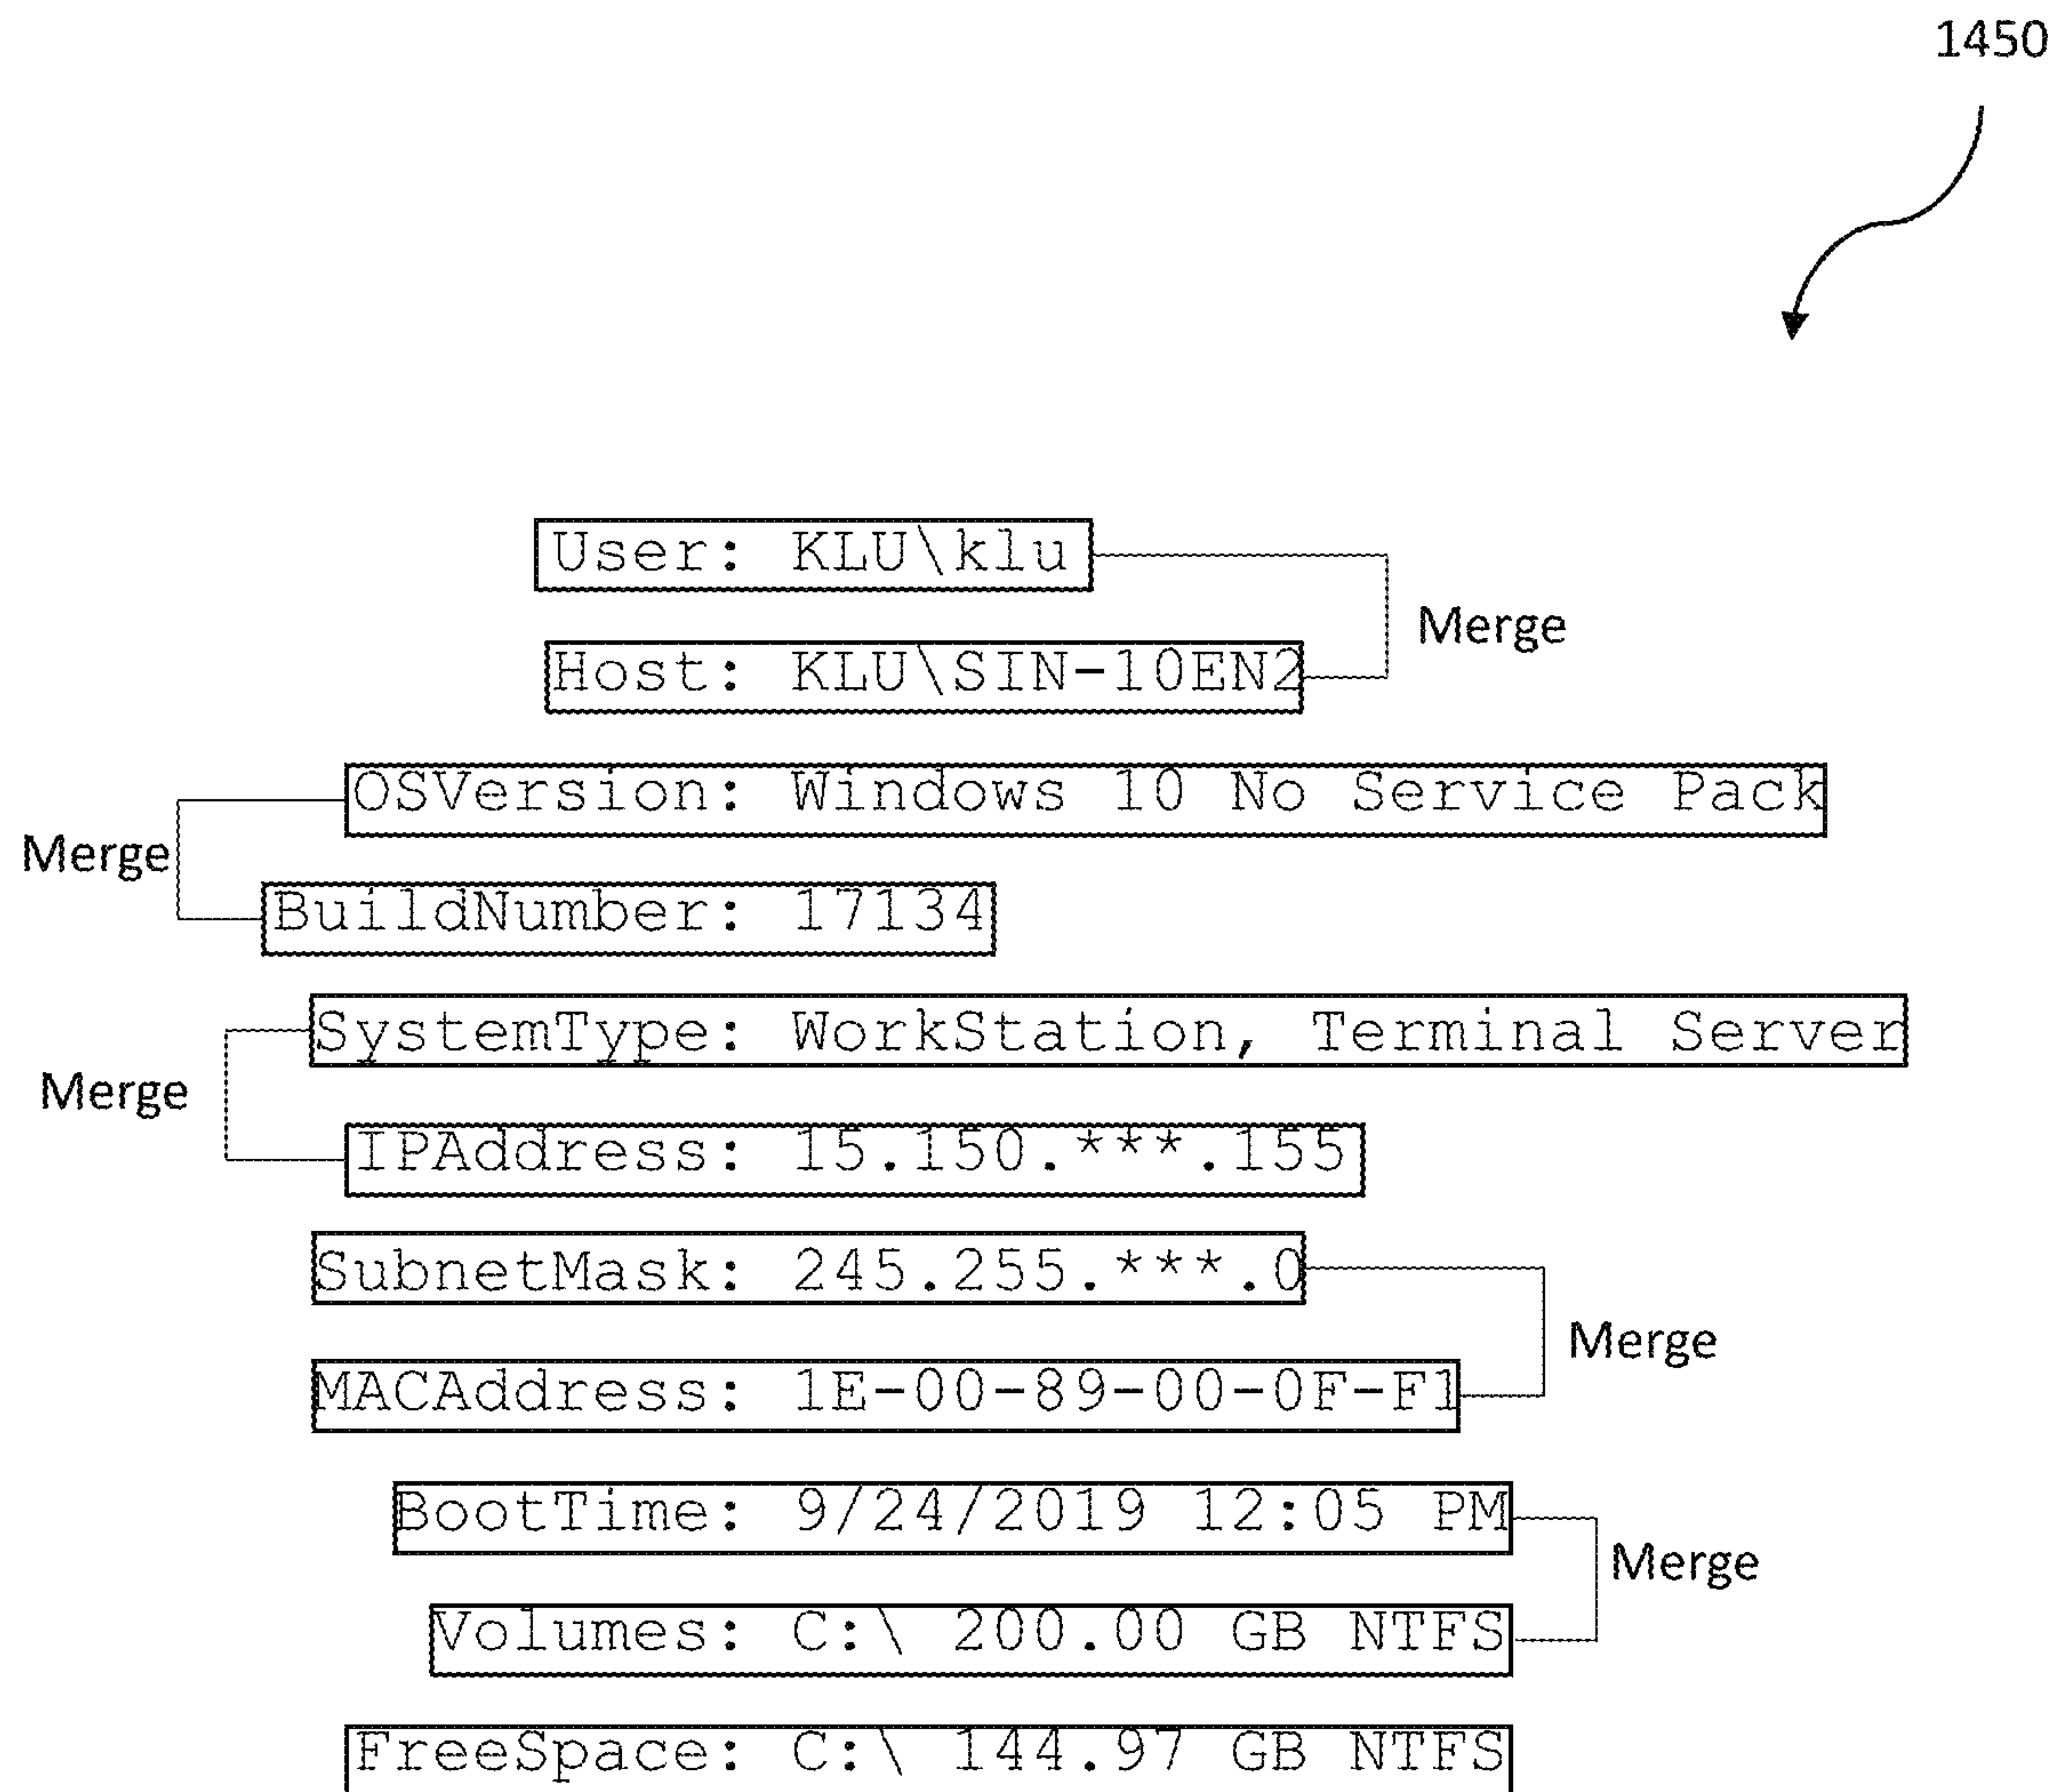 1450
User: KLU\klu
Merge
Host: KLU\SIN-10EN2
OSVersion: Windows 10 No Service Pack
Merge
BuildNumber: 17134
SystemType: WorkStation, Terminal Server
Merge
IPAddress: 15.150.***.155
SubnetMask: 245.255.***.0
Merge
MACAddress: 1E-00-89-00-0F-F1
BootTime: 9/24/2019 12:05 PM
Merge
Volumes: C:\ 200.00 GB NTFS
FreeSpace: C:\ 144.97 GB NTFS